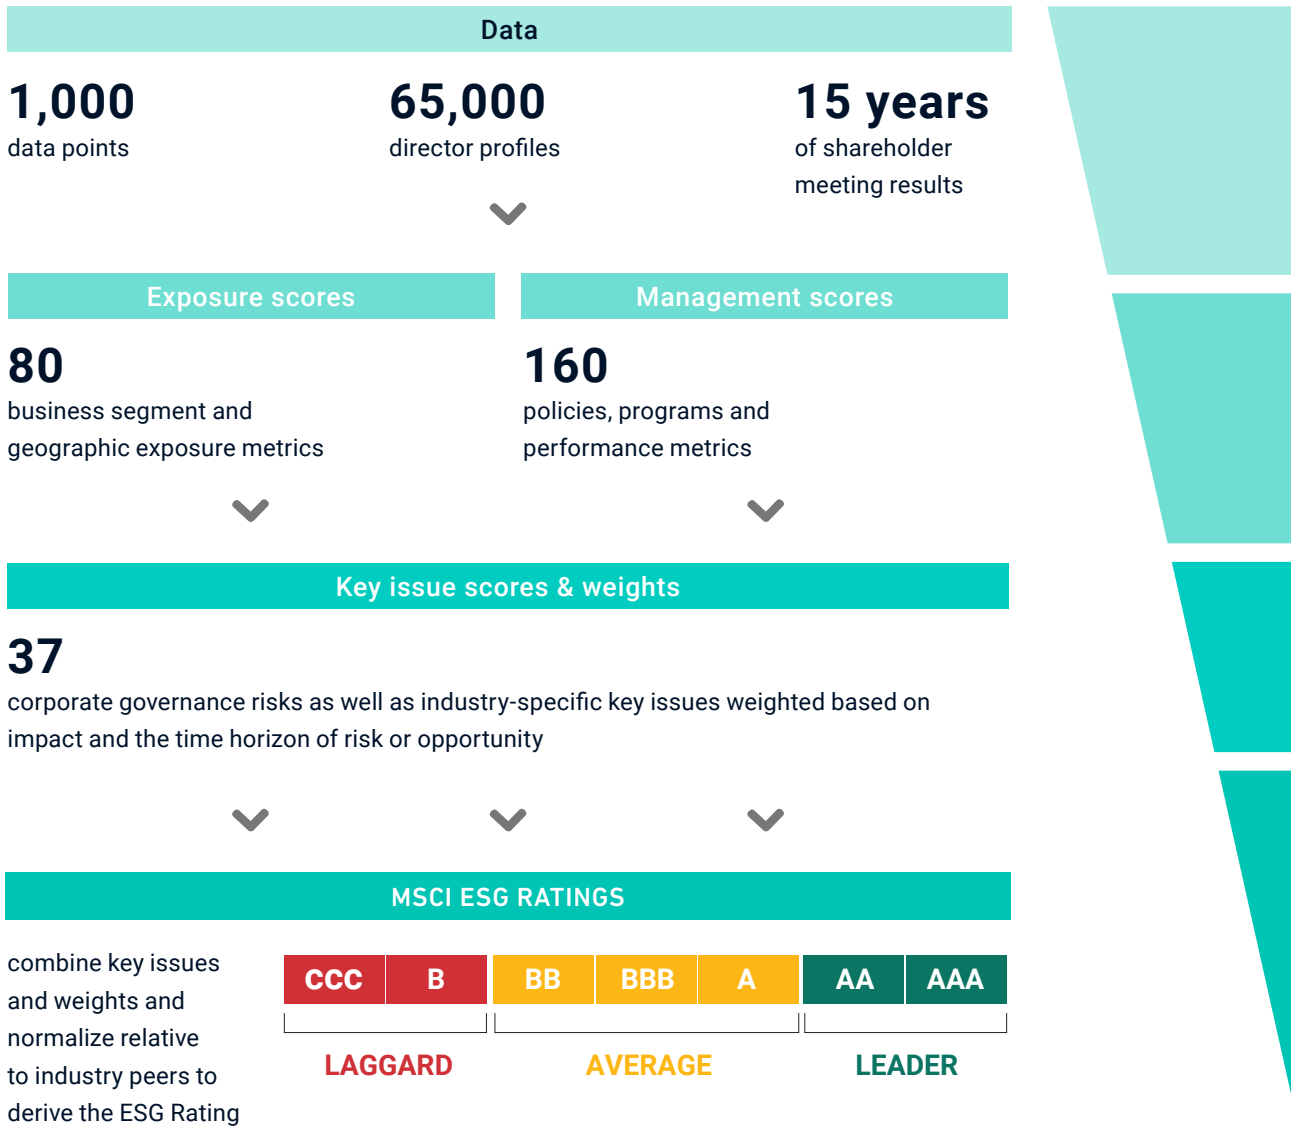 Data
1,000
data points
65,000
director profiles
15 years
of shareholder
meeting results
Exposure scores
80
business segment and
geographic exposure metrics
Management scores
160
policies, programs and
performance metrics
Key issue scores & weights
37
corporate governance risks as well as industry-specific key issues weighted based on
impact and the time horizon of risk or opportunity
MSCI ESG RATINGS
combine key issues
and weights and
normalize relative
to industry peers to
derive the ESG Rating
CCC B BB BBB A AA AAA
LAGGARD AVERAGE LEADER